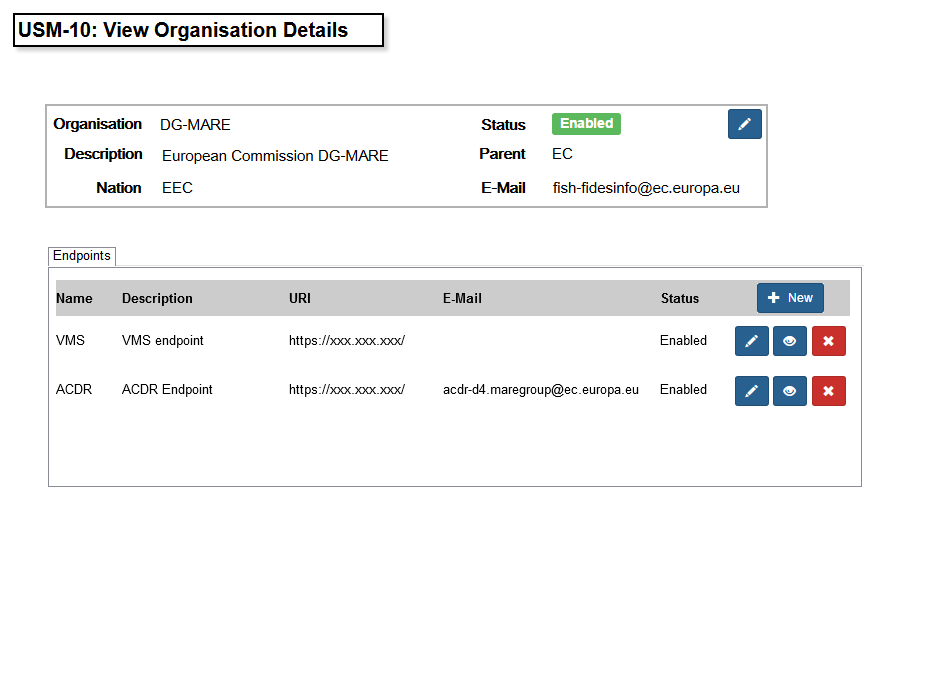 USM-10: View Organisation Details
Organisation DG-MARE Status Enabled
Description European Commission DG-MARE Parent EC
Nation EEC E-Mail fish-fidesinfo@ec.europa.eu
Endpoints
Name Description URI E-Mail Status New
VMS VMS endpoint https://xxx.xxx.xxx/ Enabled
ACDR ACDR Endpoint https://xxx.xxx.xxx/ acdr-d4.maregroup@ec.europa.eu Enabled